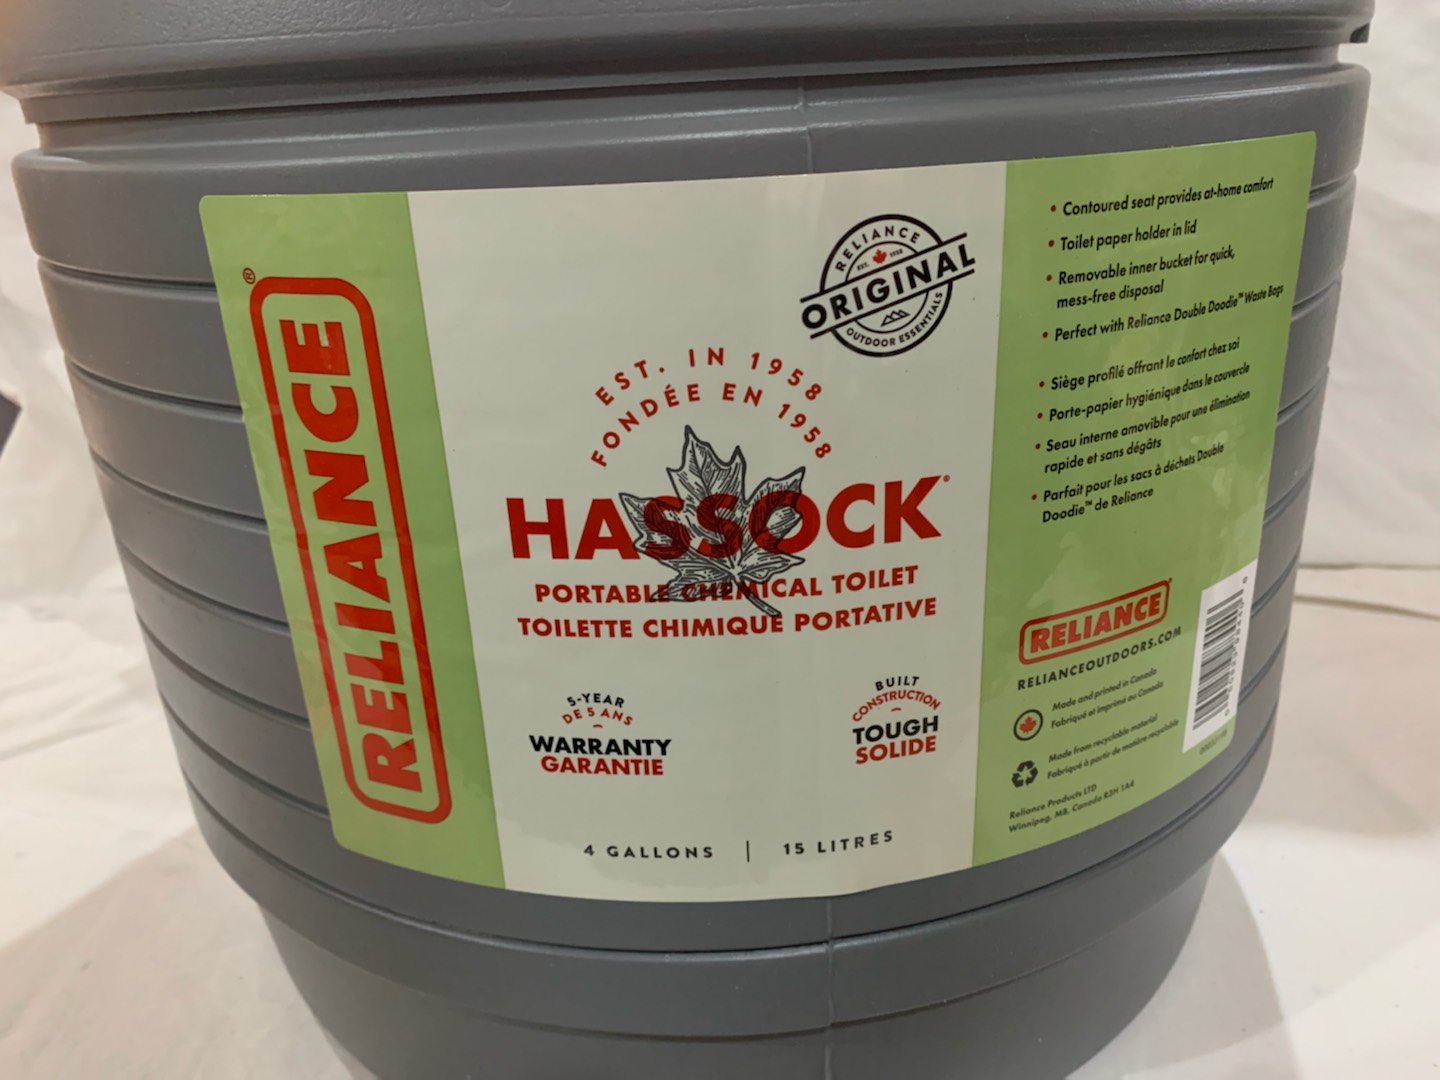 RELIANCE®
RELIANCE
EST. 1958
ORIGINAL
OUTDOOR ESSENTIALS
EST. IN 1958
FONDÉE EN 1958
HASSOCK®
PORTABLE CHEMICAL TOILET
TOILETTE CHIMIQUE PORTATIVE
5-YEAR
DE 5 ANS
WARRANTY
GARANTIE
BUILT
CONSTRUCTION
TOUGH
SOLIDE
4 GALLONS | 15 LITRES
• Contoured seat provides at-home comfort
• Toilet paper holder in lid
• Removable inner bucket for quick,
mess-free disposal
• Perfect with Reliance Double Doodie™ Waste Bags
• Siège profilé offrant le confort chez soi
• Porte-papier hygiénique dans le couvercle
• Seau interne amovible pour une élimination
rapide et sans dégâts
• Parfait pour les sacs à déchets Double
Doodie™ de Reliance
RELIANCE®
RELIANCEOUTDOORS.COM
Made and printed in Canada
Fabriqué et imprimé au Canada
Made from recyclable material
Fabriqué à partir de matière recyclable
Reliance Products LTD
Winnipeg, MB, Canada R3H 1A4